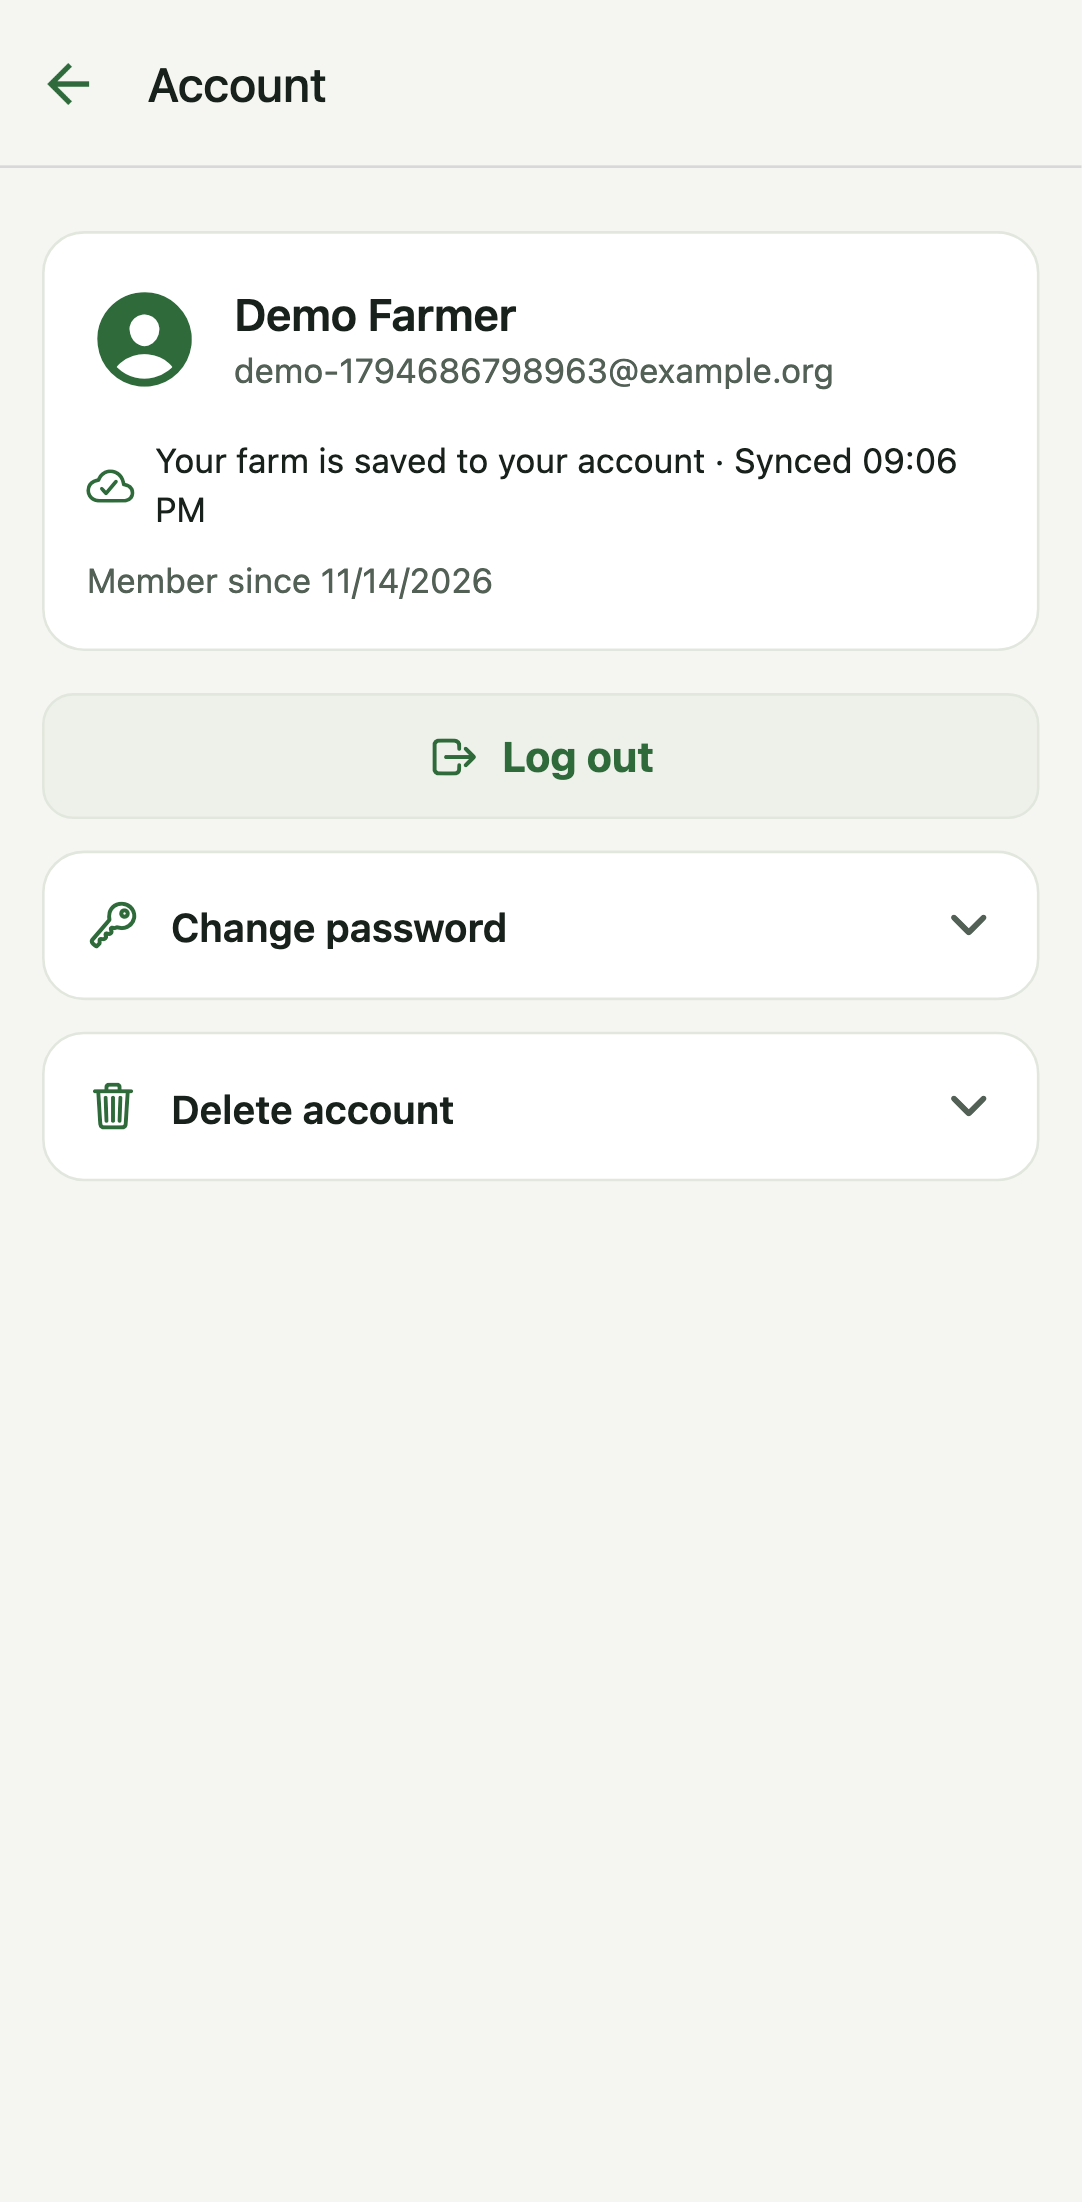 Account
Demo Farmer
demo-1794686798963@example.org
Your farm is saved to your account · Synced 09:06
PM
Member since 11/14/2026
Log out
Change password
Delete account